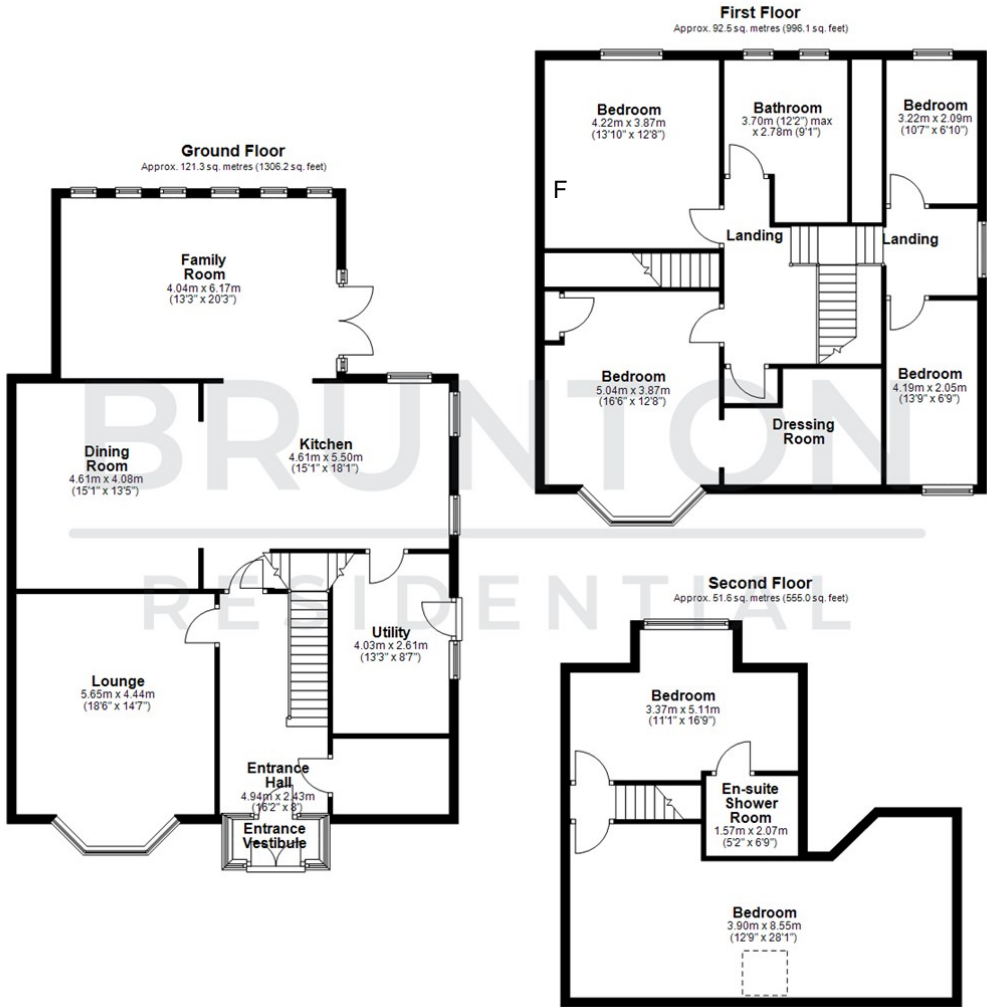 First Floor
Approx. 92.5 sq. metres (996.1 sq. feet)
Bedroom
4.22m x 3.87m
(13'10" x 12'8")
Bathroom
3.70m (12'2") max
x 2.78m (9'1")
Bedroom
3.22m x 2.09m
(10'7" x 6'10")
F
Landing
Landing
Bedroom
5.04m x 3.87m
(16'6" x 12'8")
Dressing
Room
Bedroom
4.19m x 2.05m
(13'9" x 6'9")
Ground Floor
Approx. 121.3 sq. metres (1306.2 sq. feet)
Family
Room
4.04m x 6.17m
(13'3" x 20'3")
Dining
Room
4.61m x 4.08m
(15'1" x 13'5")
Kitchen
4.61m x 5.50m
(15'1" x 18'1")
Utility
4.03m x 2.61m
(13'3" x 8'7")
Lounge
5.65m x 4.44m
(18'6" x 14'7")
Entrance
Hall
4.94m x 2.43m
(16'2" x 8')
Entrance
Vestibule
Second Floor
Approx. 51.6 sq. metres (555.0 sq. feet)
Bedroom
3.37m x 5.11m
(11'1" x 16'9")
En-suite
Shower
Room
1.57m x 2.07m
(5'2" x 6'9")
Bedroom
3.90m x 8.55m
(12'9" x 28'1")
BRUNTON
RESIDENTIAL